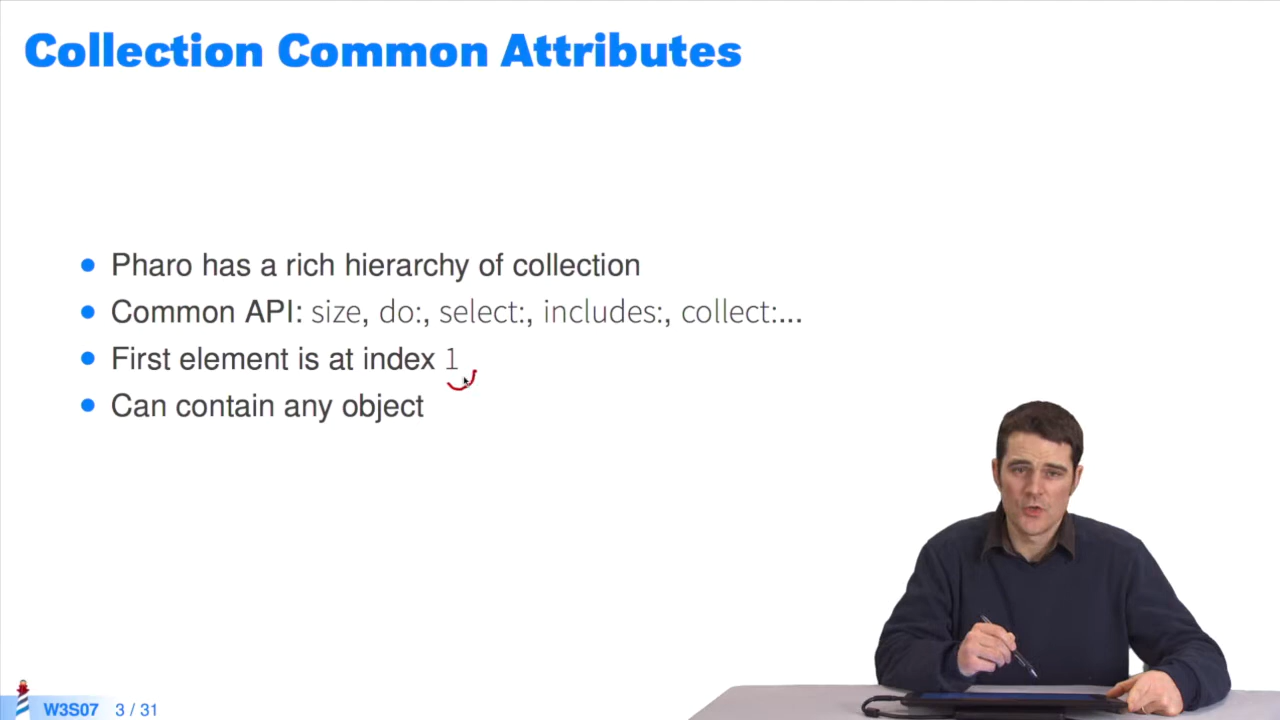 Collection Common Attributes
Pharo has a rich hierarchy of collection
Common API: size, do:, select:, includes:, collect:...
First element is at index 1
Can contain any object
W3S07 3 / 31